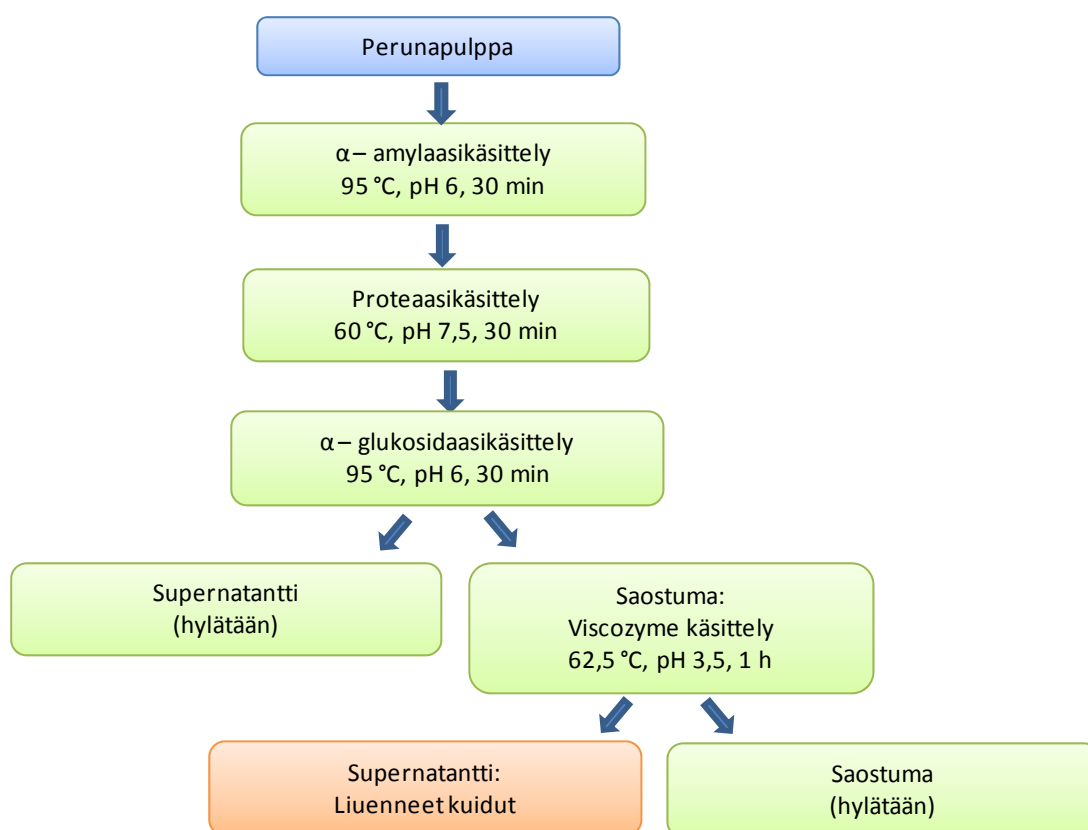 Perunapulppa
α – amylaasikäsittely
95 °C, pH 6, 30 min
Proteaasikäsittely
60 °C, pH 7,5, 30 min
α – glukosidaasikäsittely
95 °C, pH 6, 30 min
Supernatantti
(hylätään)
Saostuma:
Viscozyme käsittely
62,5 °C, pH 3,5, 1 h
Supernatantti:
Liuenneet kuidut
Saostuma
(hylätään)